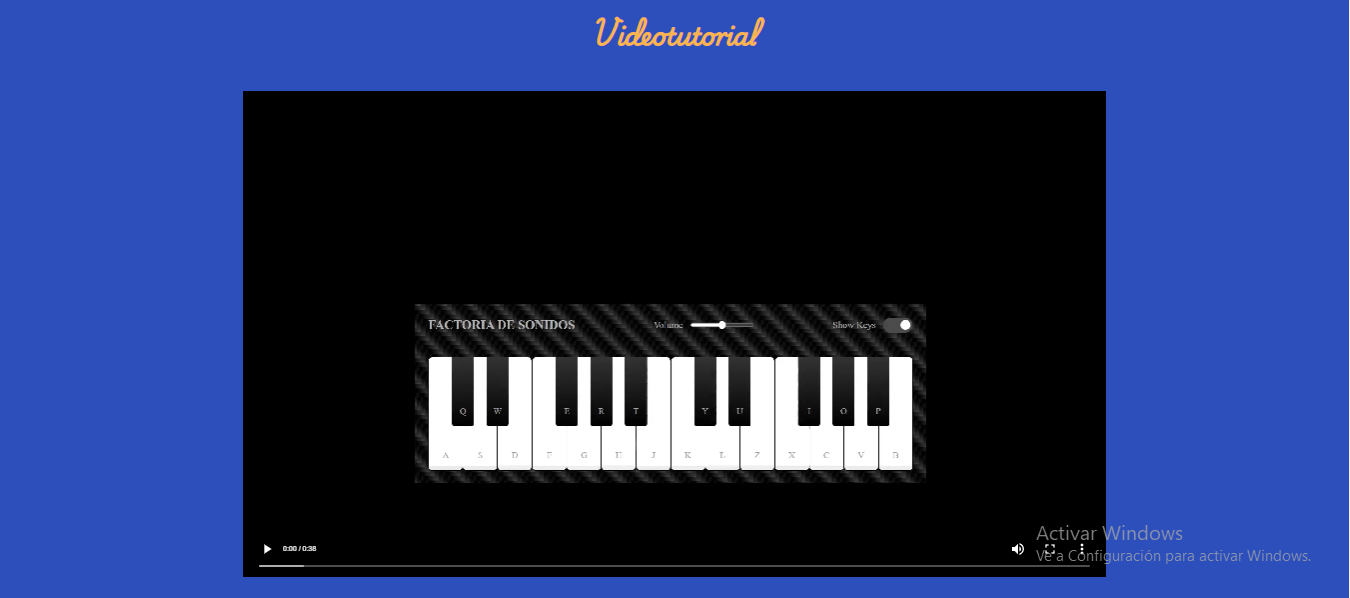 Videotutorial
FACTORIA DE SONIDOS Volume Show Keys
Q W E R T Y U I O P
A S D F G H J K L Z X C V B
0:00 / 0:38
Activar Windows
Ve a Configuración para activar Windows.